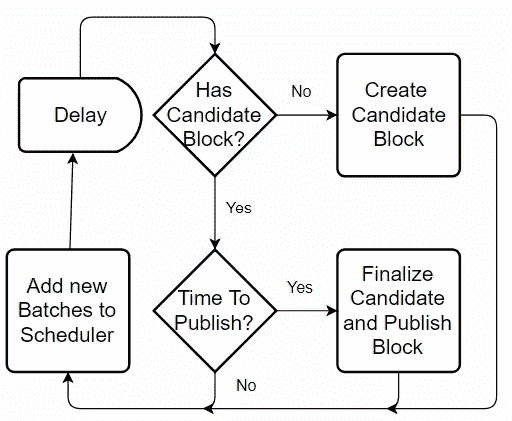 Delay
Has
Candidate
Block?
No
Create
Candidate
Block
Yes
Add new
Batches to
Scheduler
Time To
Publish?
Yes
Finalize
Candidate
and Publish
Block
No